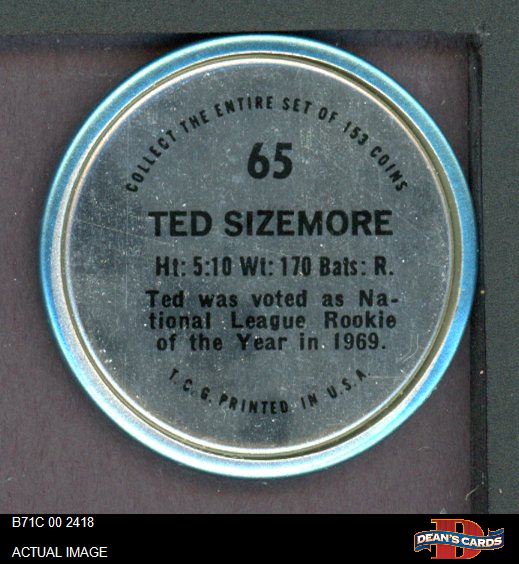 COLLECT THE ENTIRE SET OF 153 COINS
65
TED SIZEMORE
Ht: 5:10 Wt: 170 Bats: R.
Ted was voted as Na-
tional League Rookie
of the Year in 1969.
T.C.G. PRINTED IN U.S.A.
B71C 00 2418
ACTUAL IMAGE
D
DEAN'S CARDS